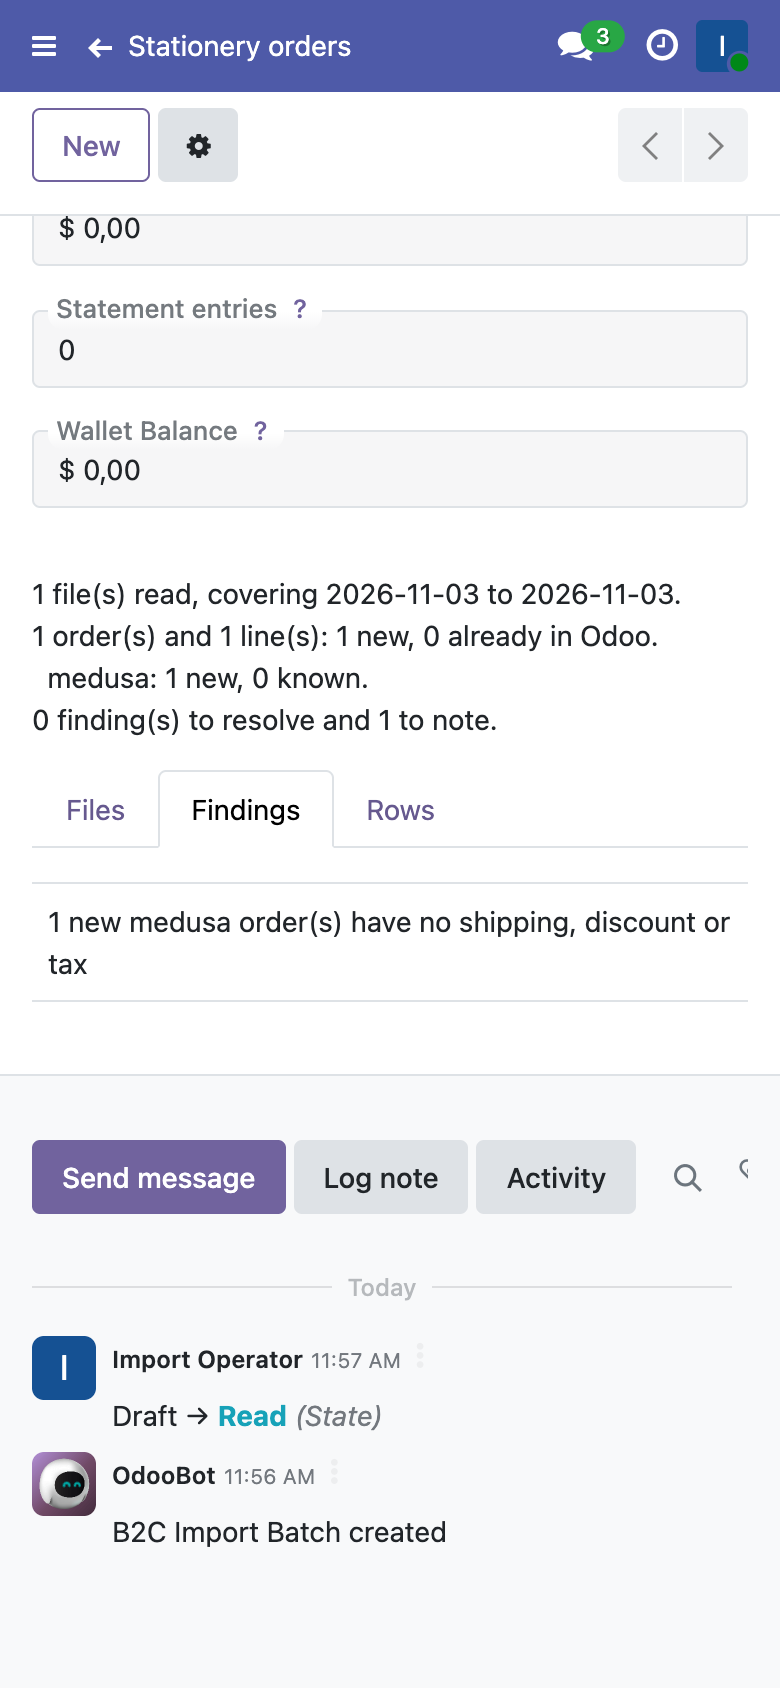 Stationery orders
3
I
New
$ 0,00
Statement entries ?
0
Wallet Balance ?
$ 0,00
1 file(s) read, covering 2026-11-03 to 2026-11-03.
1 order(s) and 1 line(s): 1 new, 0 already in Odoo.
medusa: 1 new, 0 known.
0 finding(s) to resolve and 1 to note.
Files Findings Rows
1 new medusa order(s) have no shipping, discount or
tax
Send message Log note Activity
Today
I
Import Operator 11:57 AM
Draft → Read (State)
OdooBot 11:56 AM
B2C Import Batch created